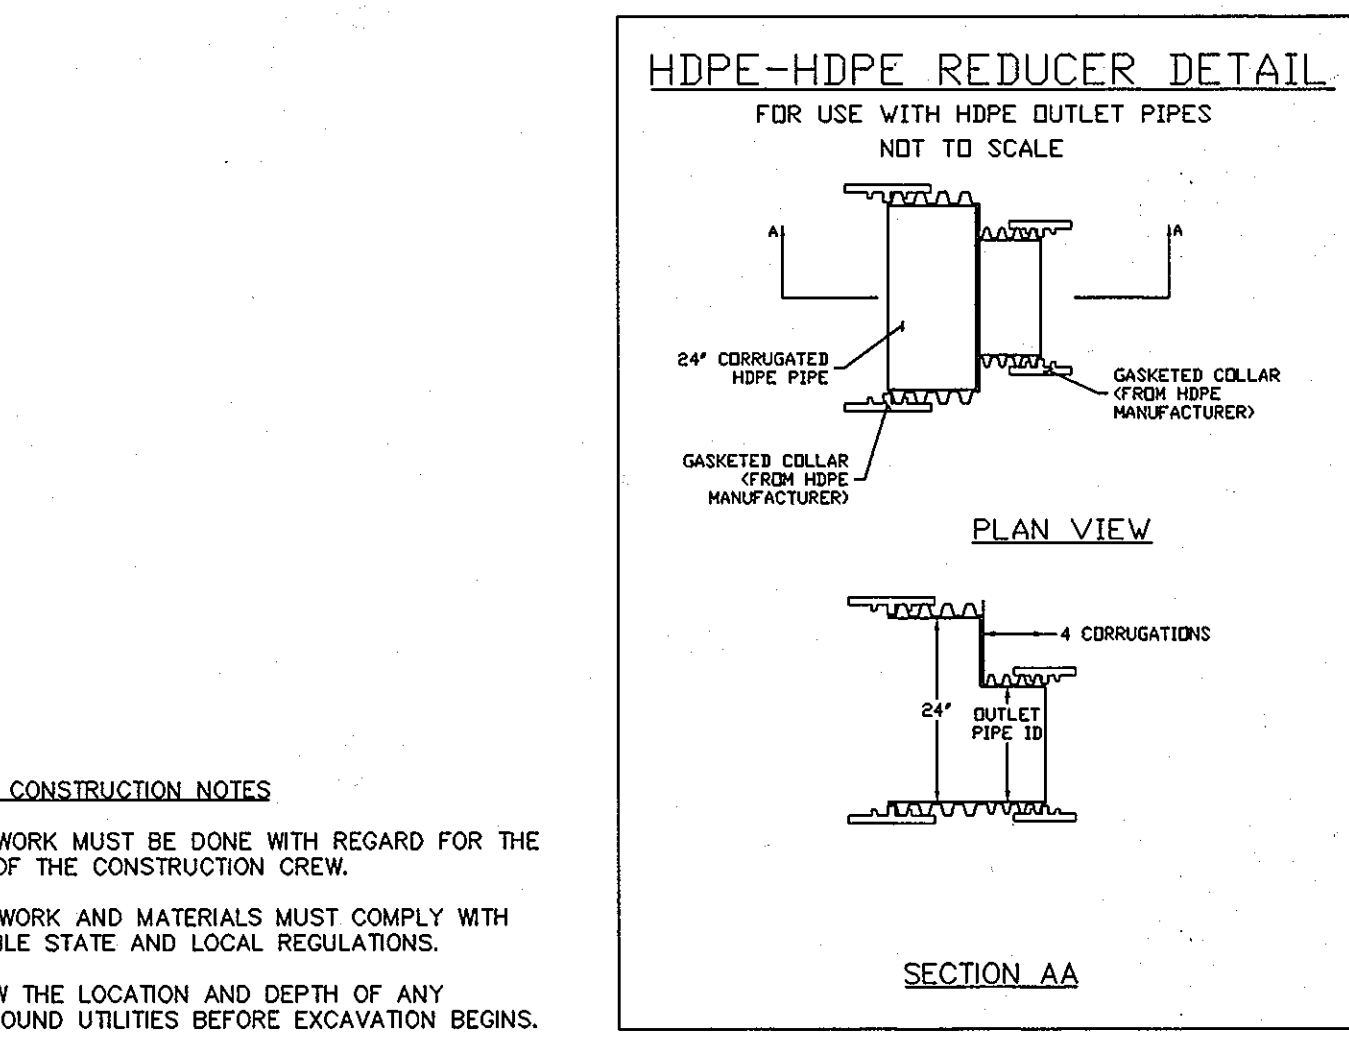 HDPE-HDPE REDUCER DETAIL
FOR USE WITH HDPE OUTLET PIPES
NOT TO SCALE
A
A
24" CORRUGATED
HDPE PIPE
GASKETED COLLAR
(FROM HDPE
MANUFACTURER)
GASKETED COLLAR
(FROM HDPE
MANUFACTURER)
PLAN VIEW
4 CORRUGATIONS
24"
OUTLET
PIPE ID
SECTION AA
CONSTRUCTION NOTES
WORK MUST BE DONE WITH REGARD FOR THE
OF THE CONSTRUCTION CREW.
WORK AND MATERIALS MUST COMPLY WITH
BLE STATE AND LOCAL REGULATIONS.
W THE LOCATION AND DEPTH OF ANY
OUND UTILITIES BEFORE EXCAVATION BEGINS.